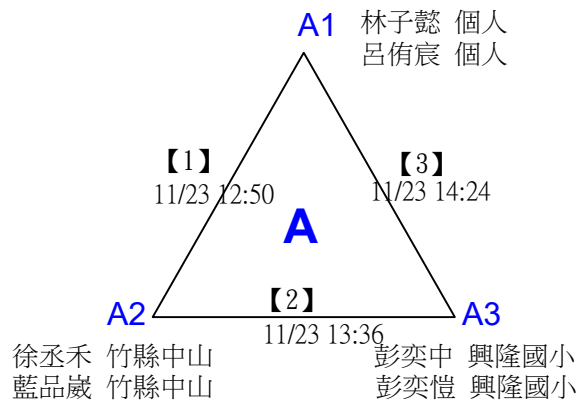 A1
林子懿 個人
呂侑宸 個人
【1】
11/23 12:50
【3】
11/23 14:24
A
【2】
11/23 13:36
A2
徐丞禾 竹縣中山
藍品崴 竹縣中山
A3
彭奕中 興隆國小
彭奕愷 興隆國小